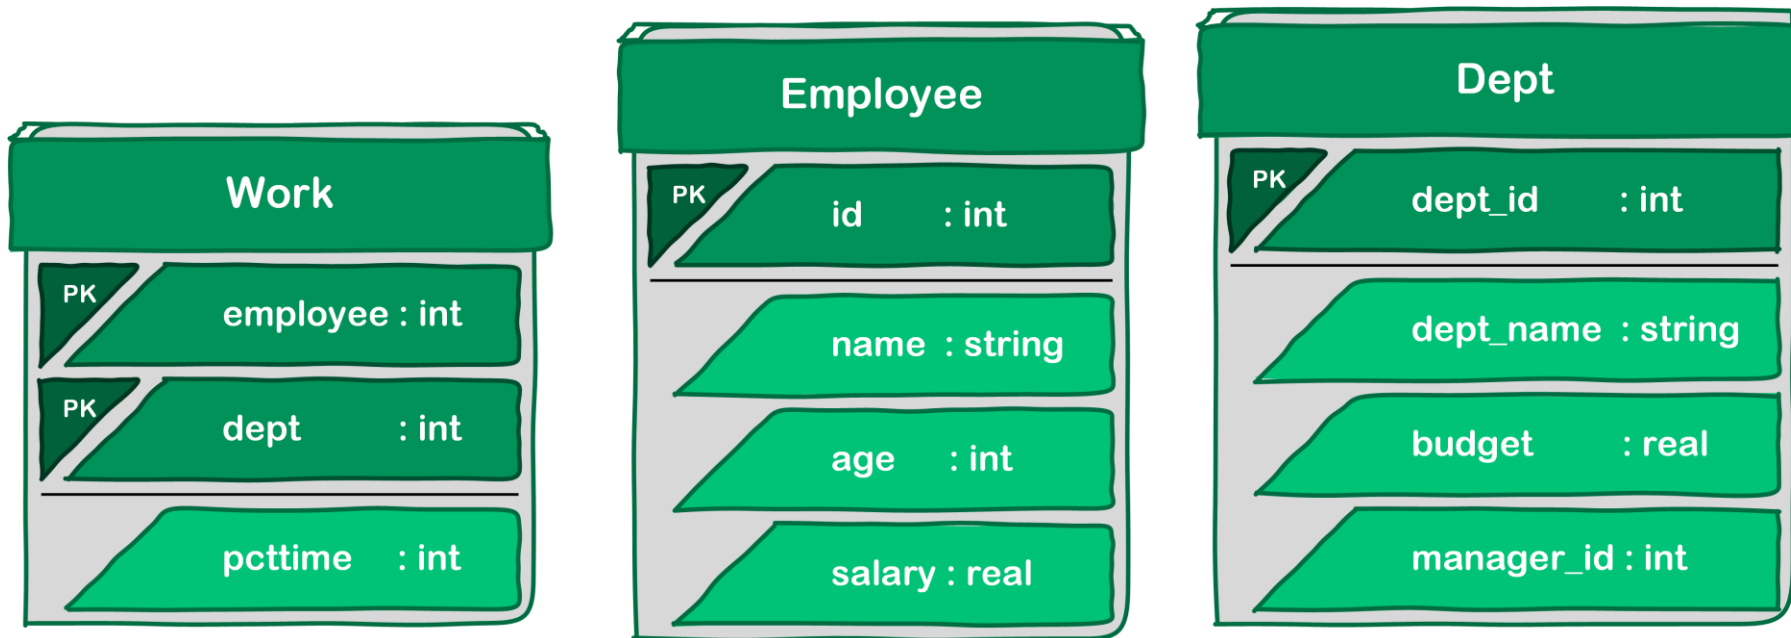 Work
PK
employee : int
PK
dept : int
pcttime : int
Employee
PK
id : int
name : string
age : int
salary : real
Dept
PK
dept_id : int
dept_name : string
budget : real
manager_id : int